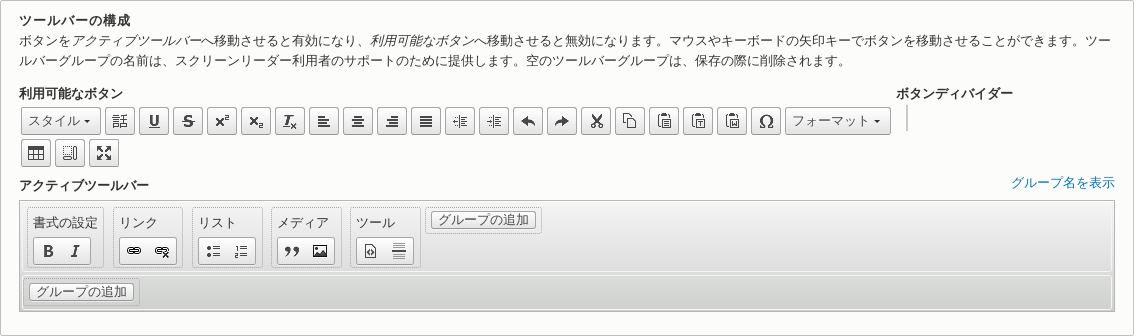 ツールバーの構成
ボタンをアクティブツールバーへ移動させると有効になり、利用可能なボタンへ移動させると無効になります。マウスやキーボードの矢印キーでボタンを移動させることができます。ツー
ルバーグループの名前は、スクリーンリーダー利用者のサポートのために提供します。空のツールバーグループは、保存の際に削除されます。
利用可能なボタン
ボタンディバイダー
スタイル
フォーマット
アクティブツールバー
グループ名を表示
書式の設定 リンク リスト メディア ツール グループの追加
グループの追加